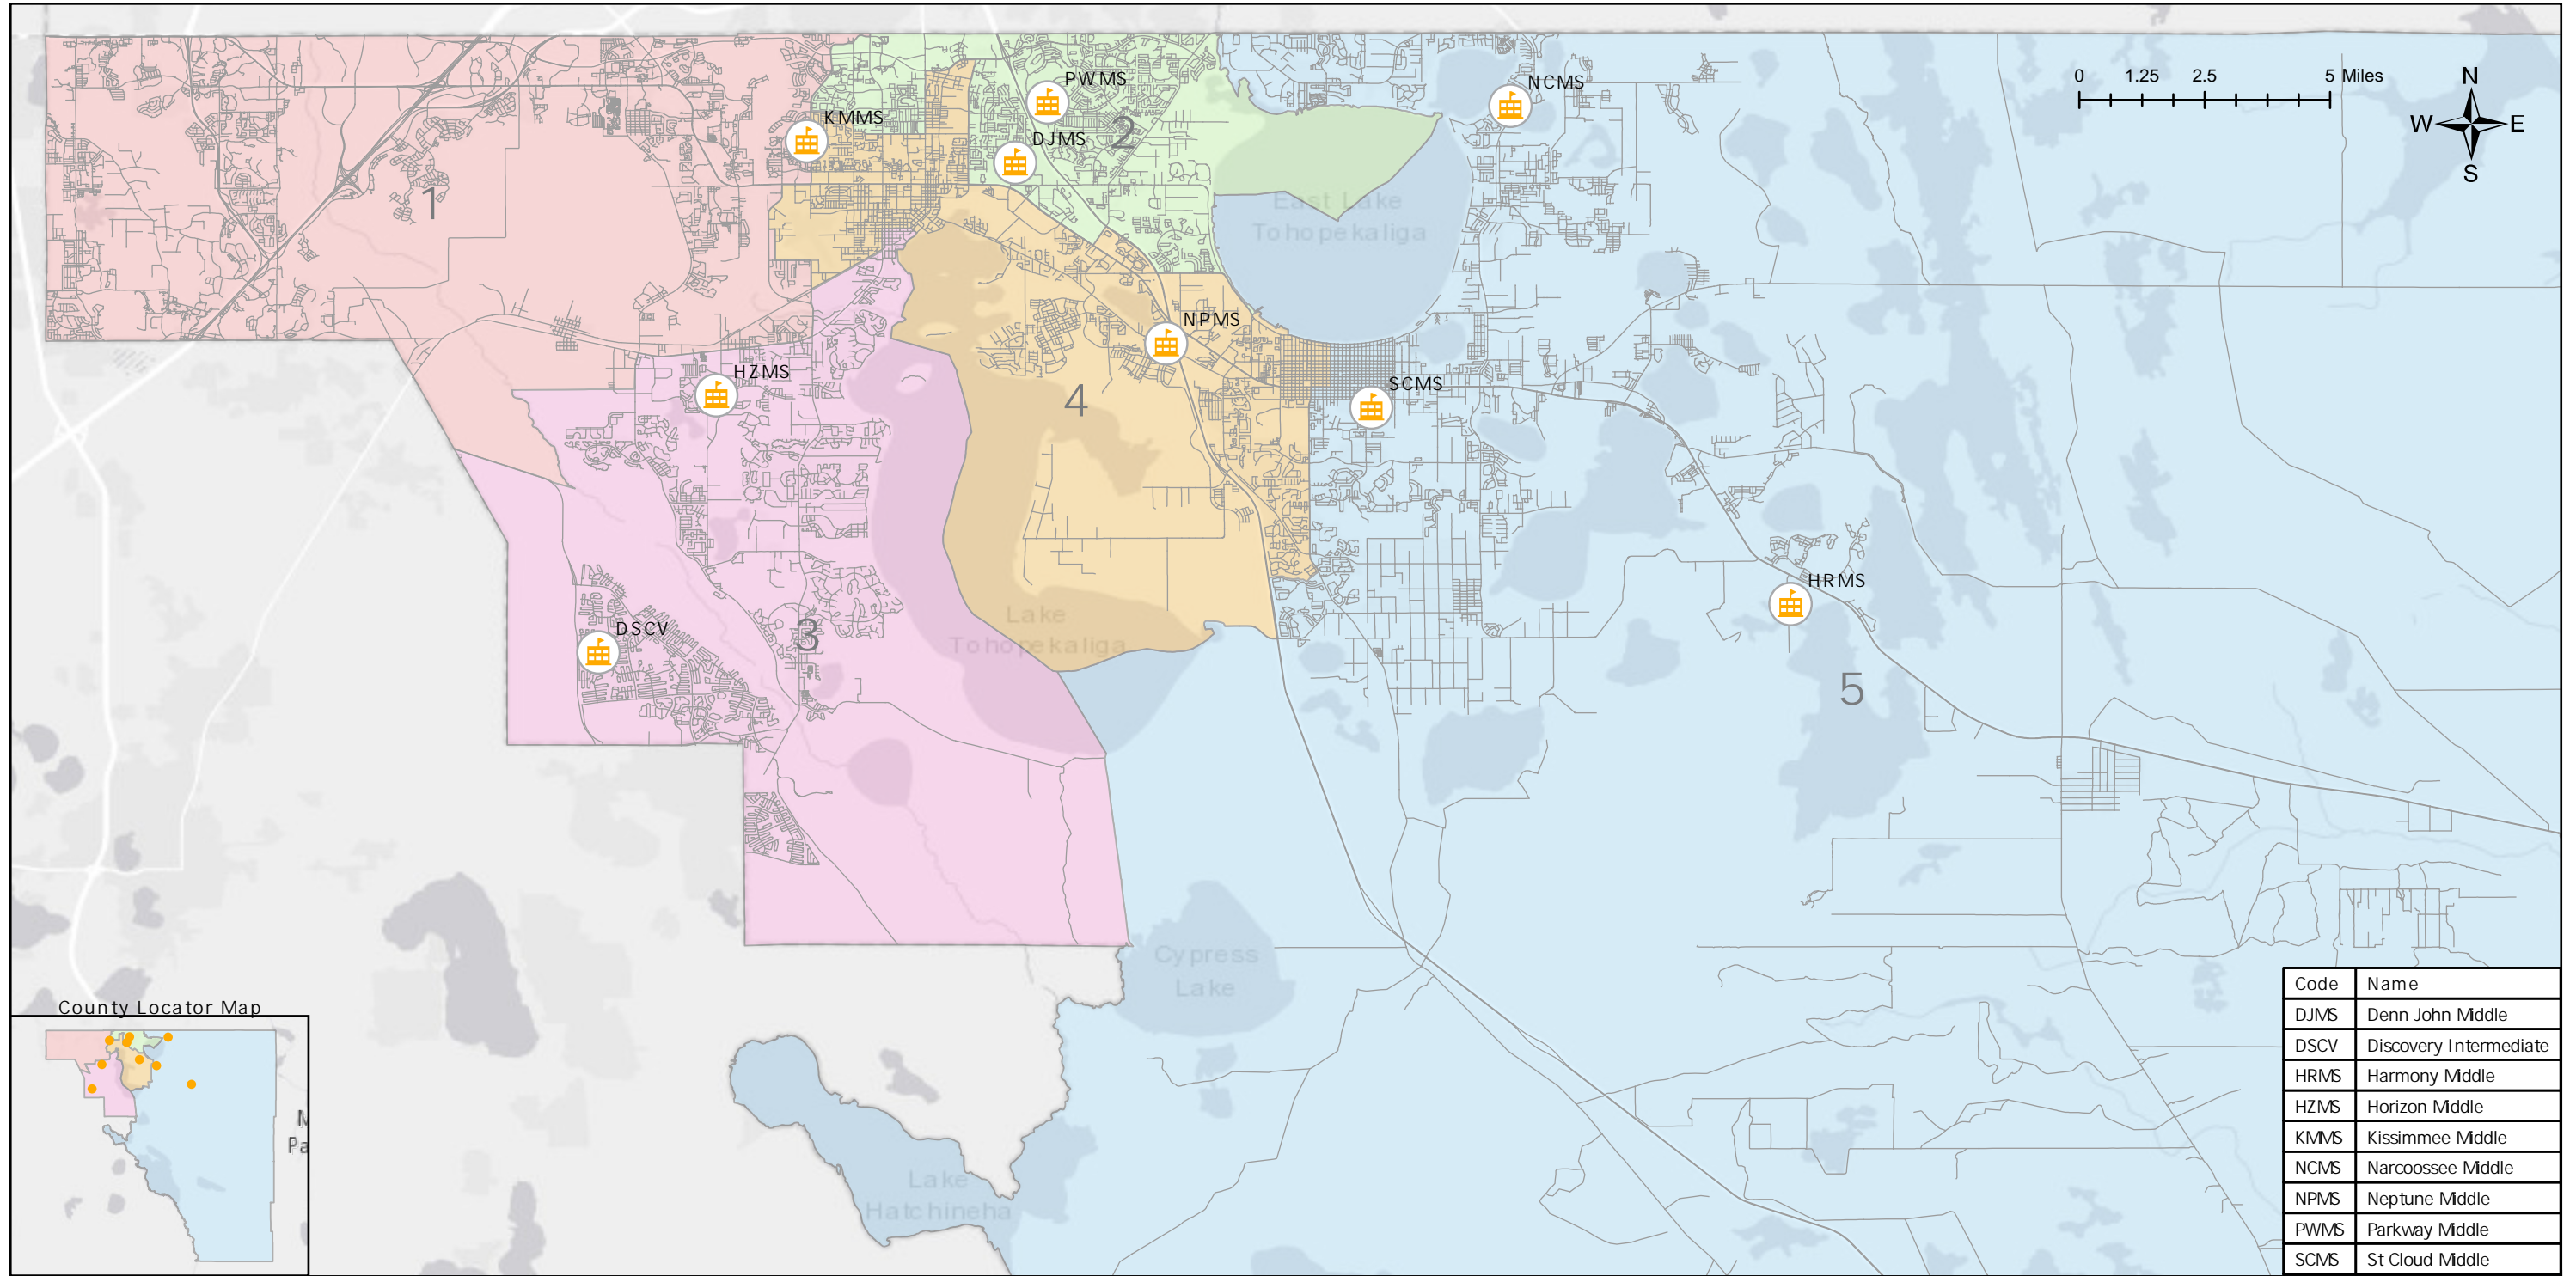 0 1.25 2.5 5 Miles
N
W E
S
PWMS
NCMS
KMMS
DJMS
2
1
East Lake
Tohopekaliga
NPMS
HZMS
SCMS
4
HRMS
Lake
Tohopekaliga
DSCV
3
5
Cypress
Lake
Lake
Hatchineha
County Locator Map
Pa
Code Name
DJMS Denn John Middle
DSCV Discovery Intermediate
HRMS Harmony Middle
HZMS Horizon Middle
KMMS Kissimmee Middle
NCMS Narcoossee Middle
NPMS Neptune Middle
PWMS Parkway Middle
SCMS St Cloud Middle